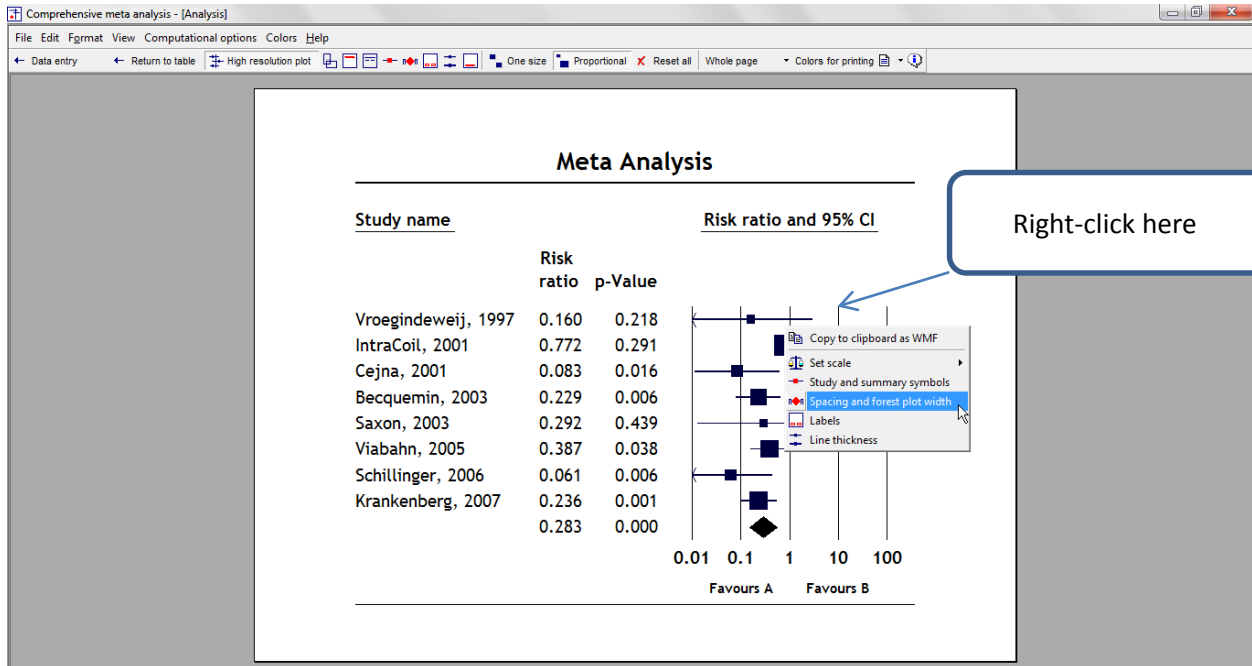 Comprehensive meta analysis - [Analysis]
File Edit Format View Computational options Colors Help
Data entry Return to table High resolution plot One size Proportional Reset all Whole page Colors for printing
Meta Analysis
Study name Risk ratio and 95% CI
Right-click here
Risk
ratio p-Value
Vroegindeweij, 1997 0.160 0.218
IntraCoil, 2001 0.772 0.291
Cejna, 2001 0.083 0.016
Becquemin, 2003 0.229 0.006
Saxon, 2003 0.292 0.439
Viabahn, 2005 0.387 0.038
Schillinger, 2006 0.061 0.006
Krankenberg, 2007 0.236 0.001
0.283 0.000
Copy to clipboard as WMF
Set scale
Study and summary symbols
Spacing and forest plot width
Labels
Line thickness
0.01 0.1 1 10 100
Favours A Favours B